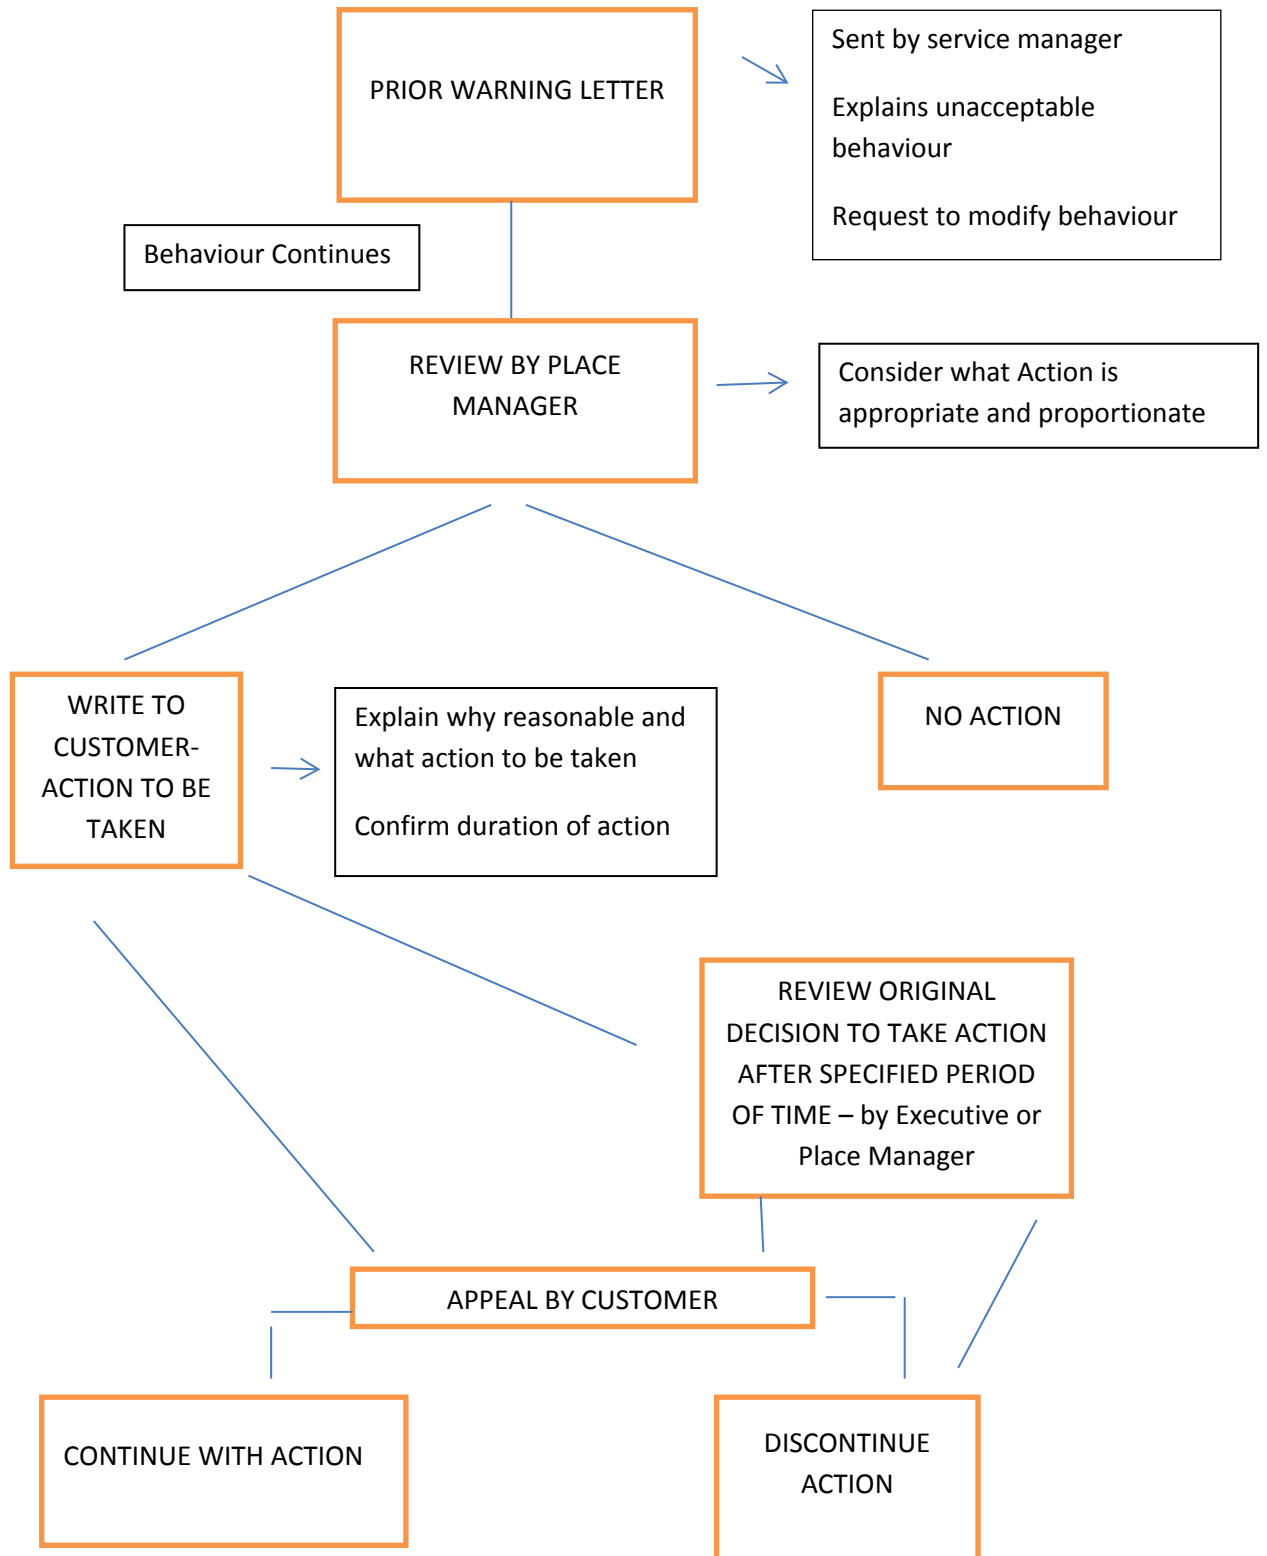 PRIOR WARNING LETTER
Sent by service manager
Explains unacceptable
behaviour
Request to modify behaviour
Behaviour Continues
REVIEW BY PLACE
MANAGER
Consider what Action is
appropriate and proportionate
WRITE TO
CUSTOMER-
ACTION TO BE
TAKEN
Explain why reasonable and
what action to be taken
Confirm duration of action
NO ACTION
REVIEW ORIGINAL
DECISION TO TAKE ACTION
AFTER SPECIFIED PERIOD
OF TIME – by Executive or
Place Manager
APPEAL BY CUSTOMER
CONTINUE WITH ACTION
DISCONTINUE
ACTION